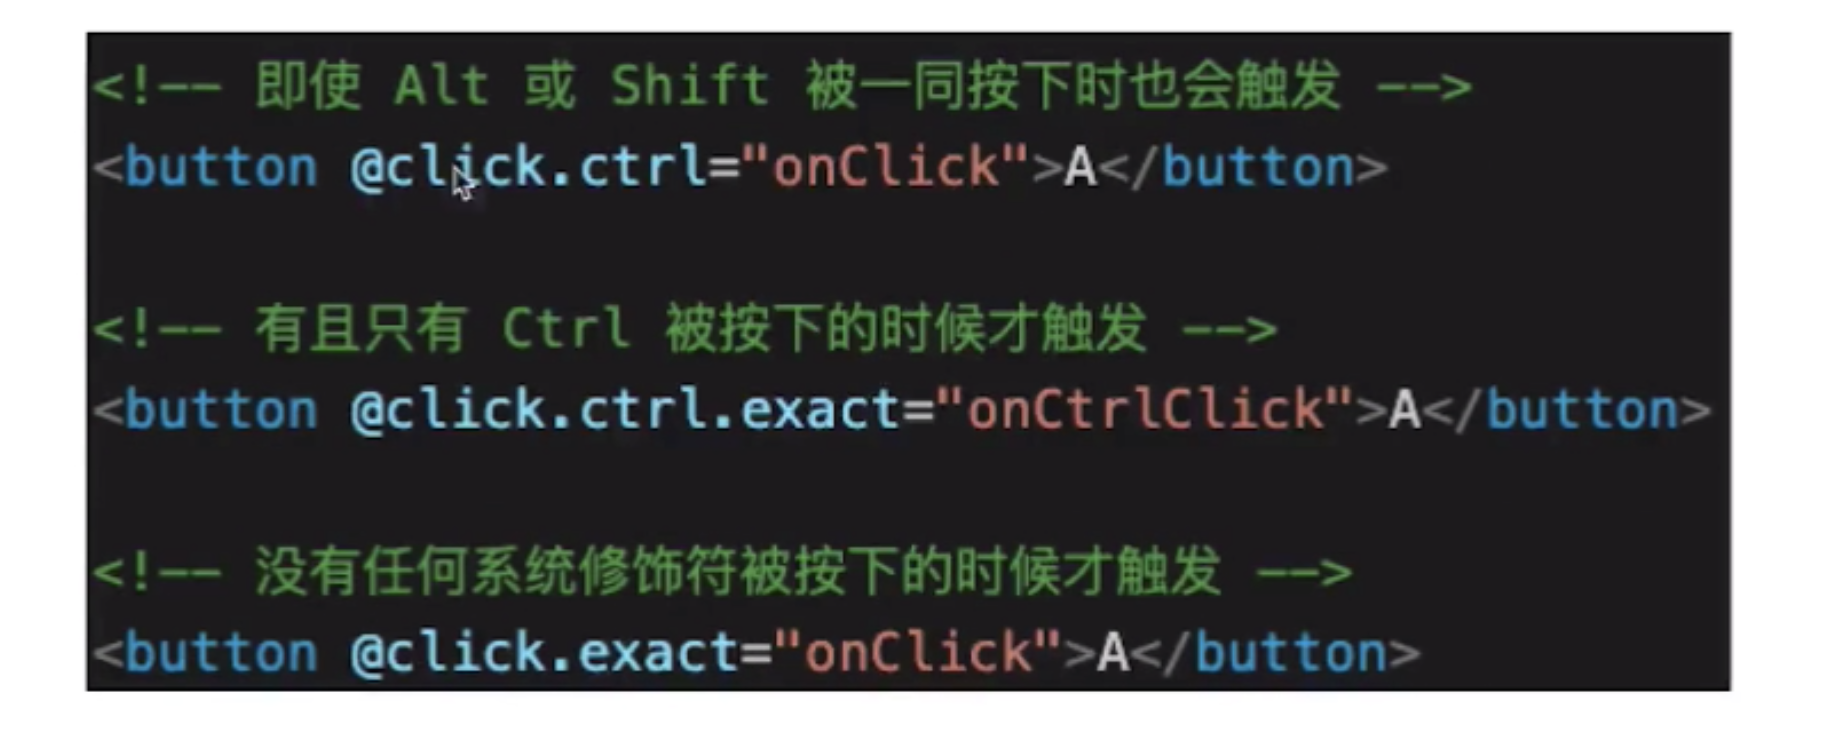 <!-- 即使 Alt 或 Shift 被一同按下时也会触发 -->
<button @click.ctrl="onClick">A</button>
<!-- 有且只有 Ctrl 被按下的时候才触发 -->
<button @click.ctrl.exact="onCtrlClick">A</button>
<!-- 没有任何系统修饰符被按下的时候才触发 -->
<button @click.exact="onClick">A</button>